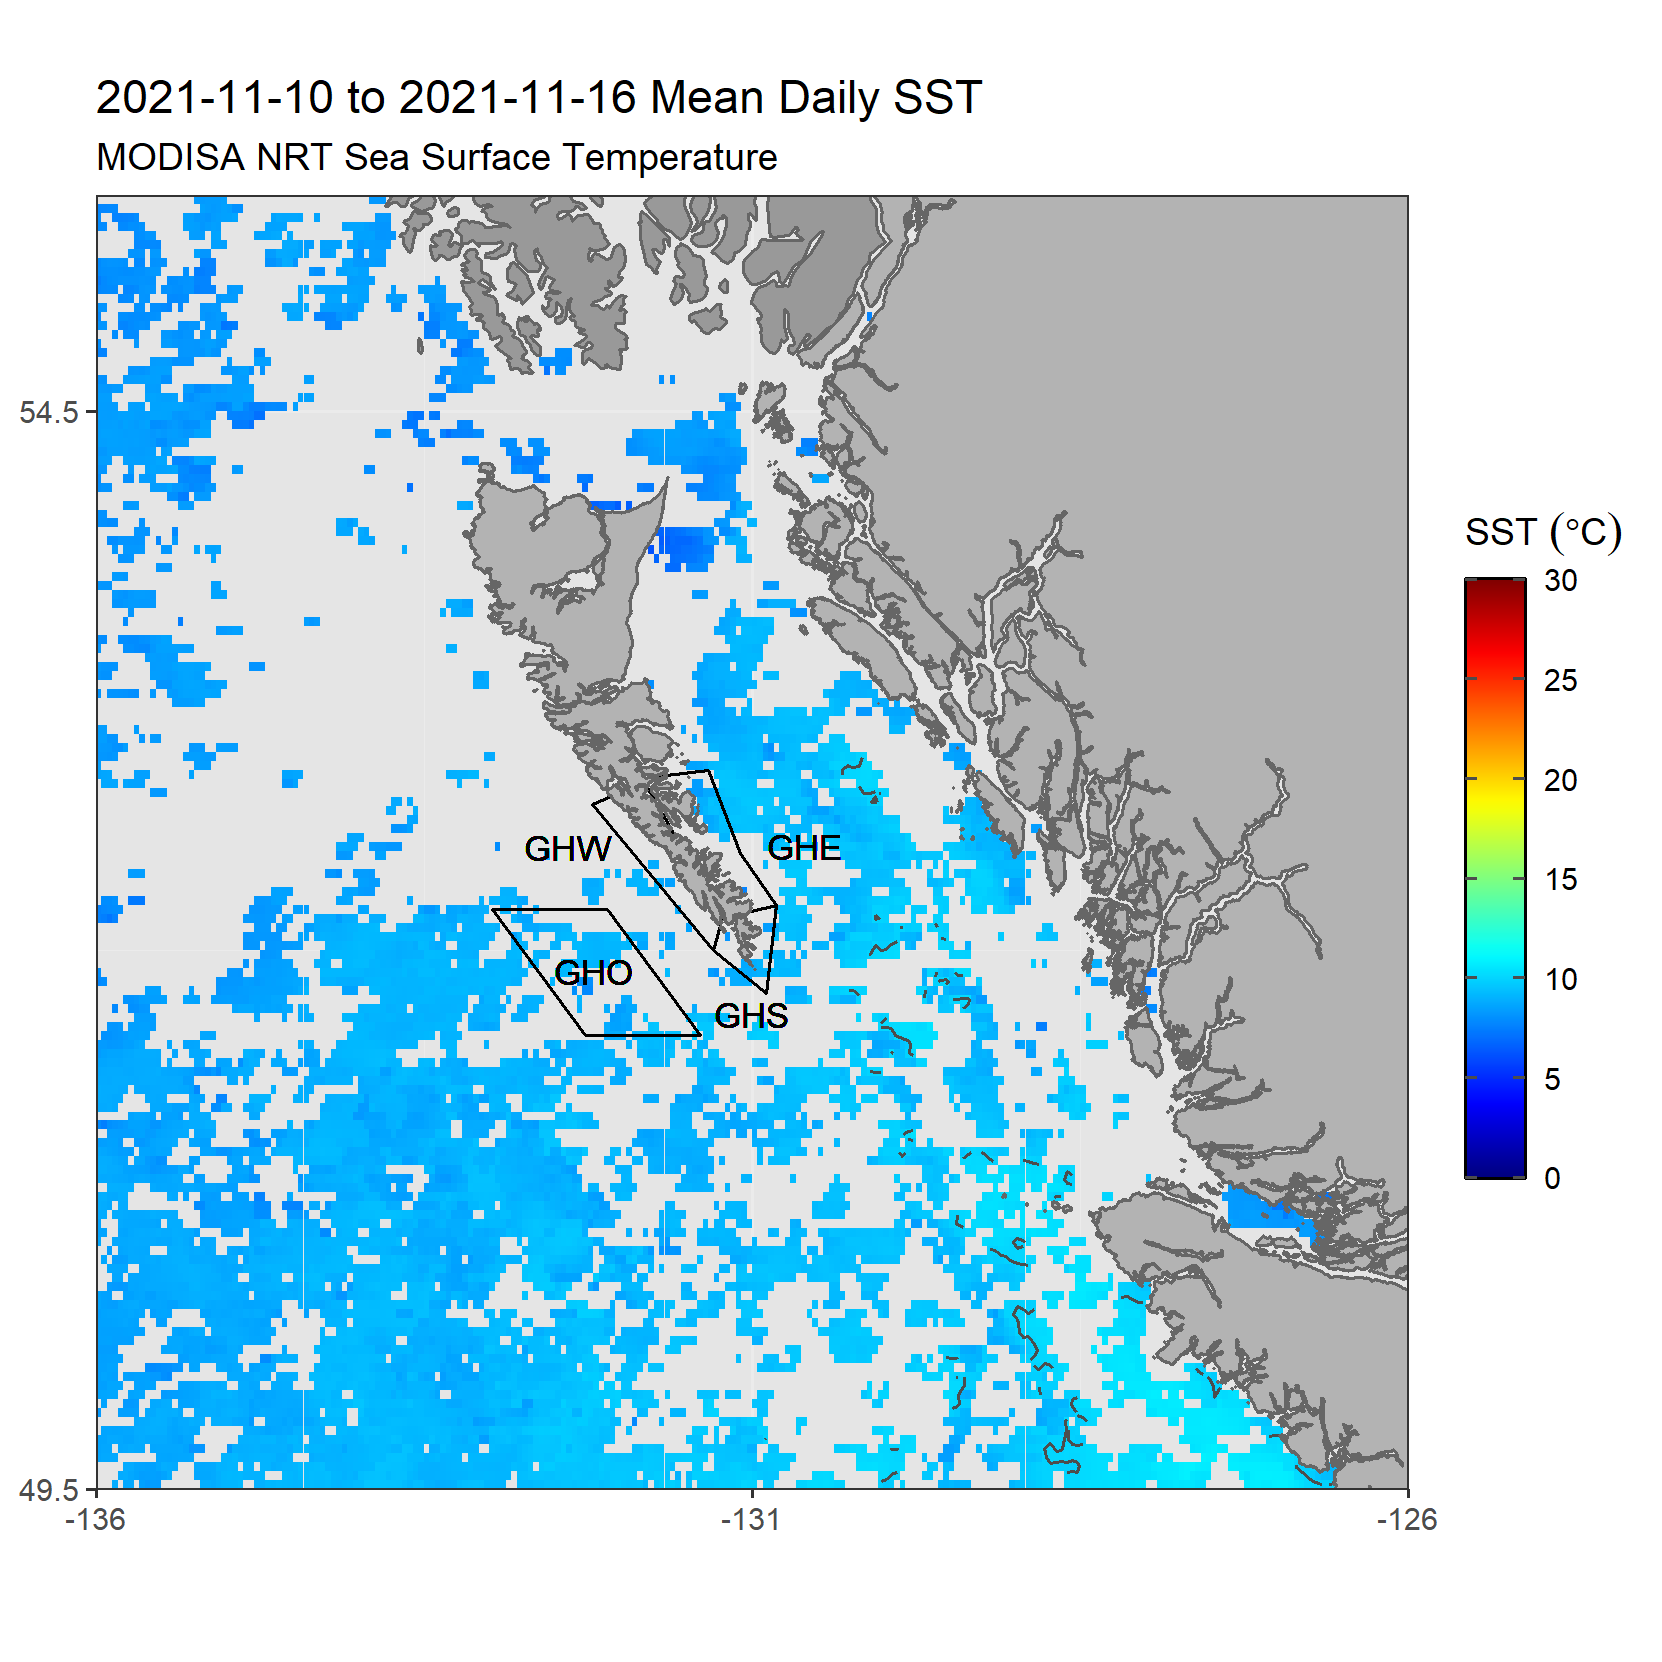 2021-11-10 to 2021-11-16 Mean Daily SST
MODISA NRT Sea Surface Temperature
54.5
49.5
-136
-131
-126
GHW
GHE
GHO
GHS
SST (°C)
30
25
20
15
10
5
0